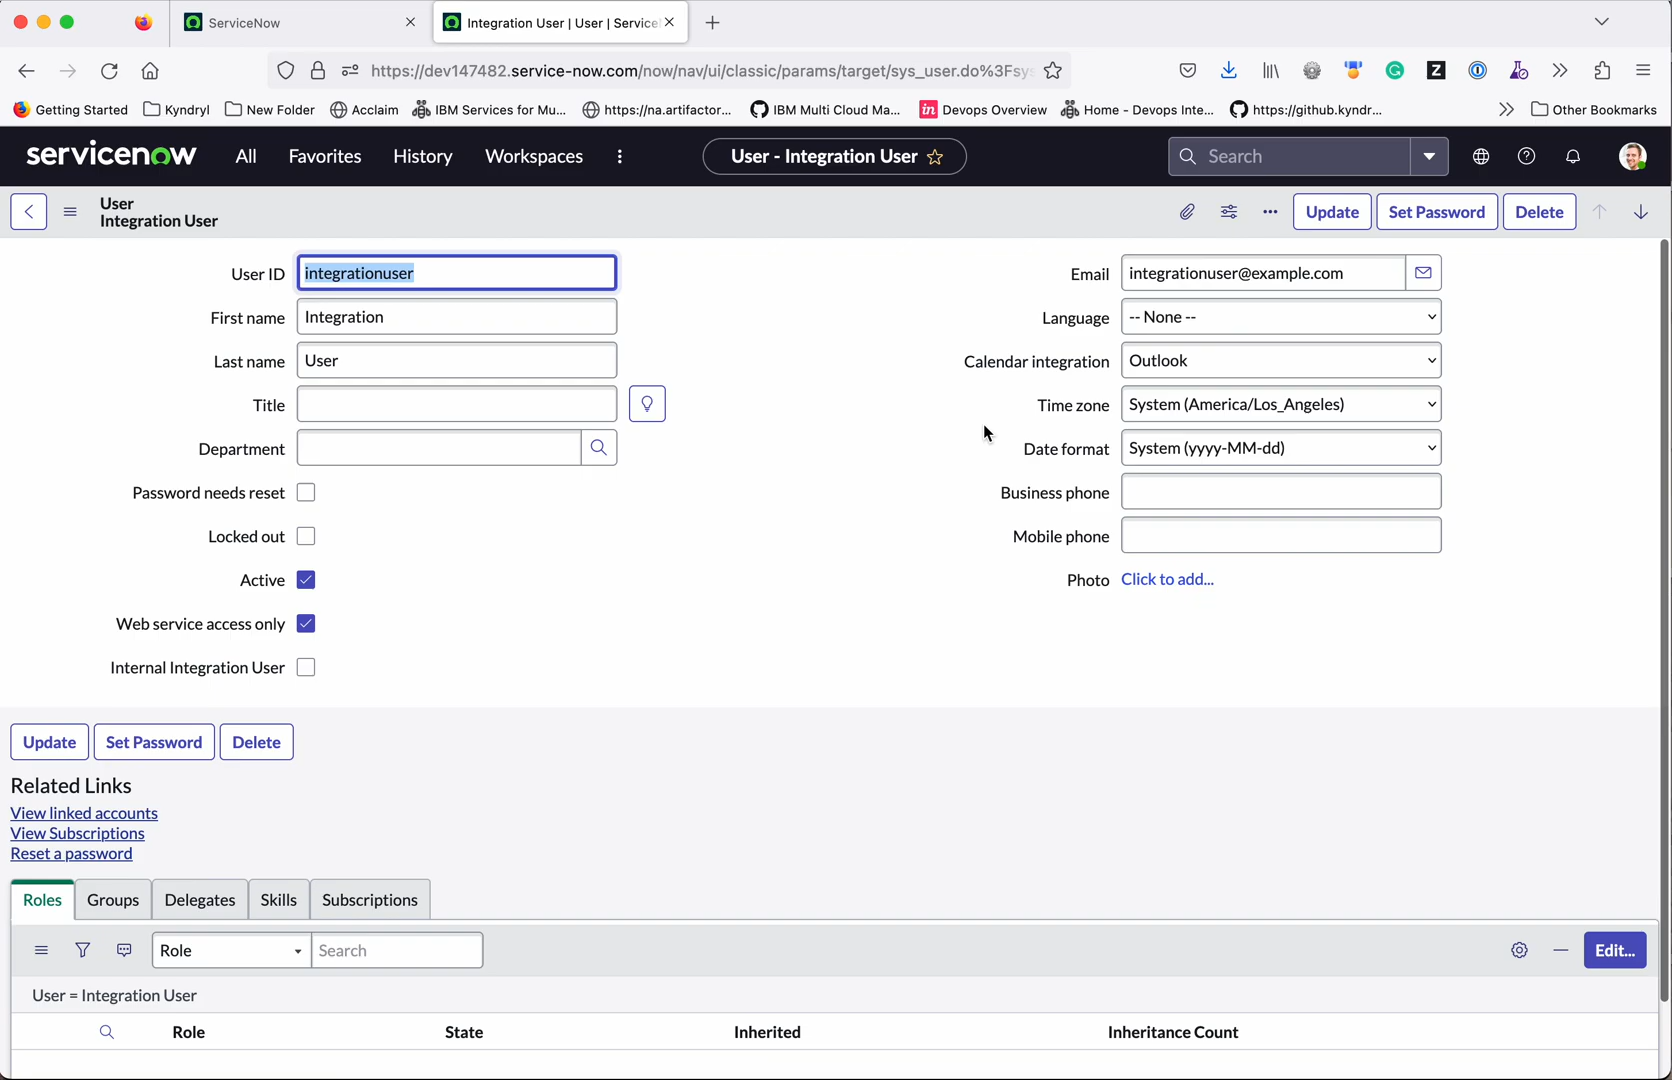 ServiceNow
Integration User | User | Service
https://dev147482.service-now.com/now/nav/ui/classic/params/target/sys_user.do%3Fsys
Getting Started
Kyndryl
New Folder
Acclaim
IBM Services for Mu...
https://na.artifactor...
IBM Multi Cloud Ma...
in Devops Overview
Home - Devops Inte...
https://github.kyndr...
Other Bookmarks
servicenow
All
Favorites
History
Workspaces
User - Integration User
Search
User
Integration User
Update
Set Password
Delete
User ID integrationuser
First name Integration
Last name User
Title
Department
Password needs reset
Locked out
Active
Web service access only
Internal Integration User
Email integrationuser@example.com
Language -- None --
Calendar integration Outlook
Time zone System (America/Los_Angeles)
Date format System (yyyy-MM-dd)
Business phone
Mobile phone
Photo Click to add...
Update
Set Password
Delete
Related Links
View linked accounts
View Subscriptions
Reset a password
Roles
Groups
Delegates
Skills
Subscriptions
Role
Search
Edit...
User = Integration User
Role
State
Inherited
Inheritance Count